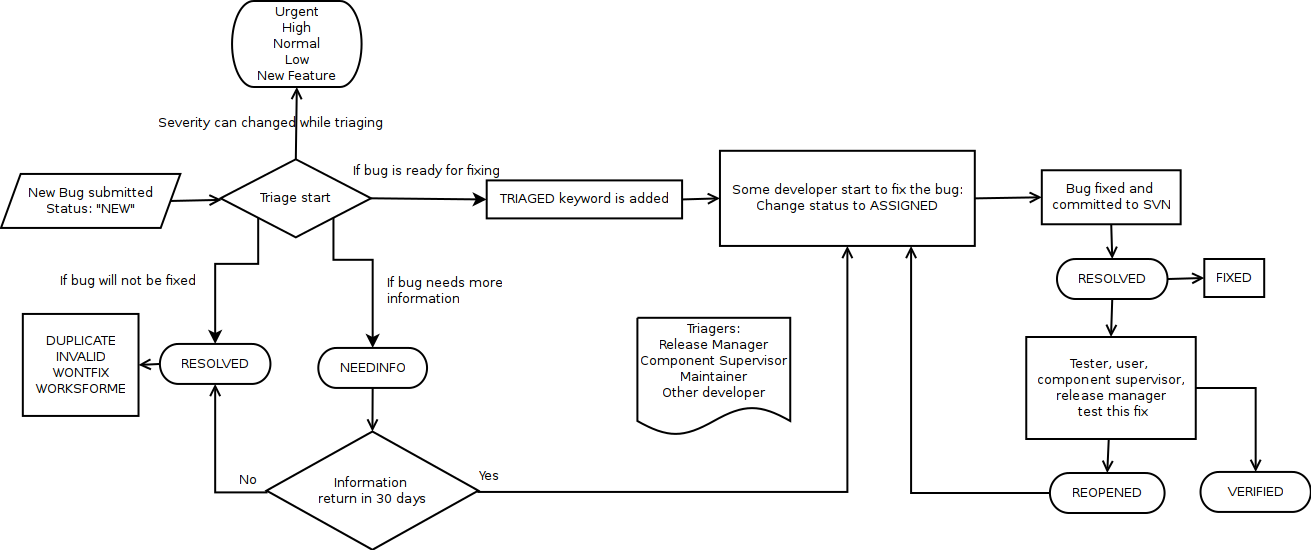 Urgent
High
Normal
Low
New Feature
Severity can changed while triaging
New Bug submitted
Status: "NEW"
Triage start
If bug is ready for fixing
TRIAGED keyword is added
Some developer start to fix the bug:
Change status to ASSIGNED
Bug fixed and
committed to SVN
RESOLVED
FIXED
If bug will not be fixed
If bug needs more
information
DUPLICATE
INVALID
WONTFIX
WORKSFORME
RESOLVED
NEEDINFO
Triagers:
Release Manager
Component Supervisor
Maintainer
Other developer
Tester, user,
component supervisor,
release manager
test this fix
No
Information
return in 30 days
Yes
REOPENED
VERIFIED